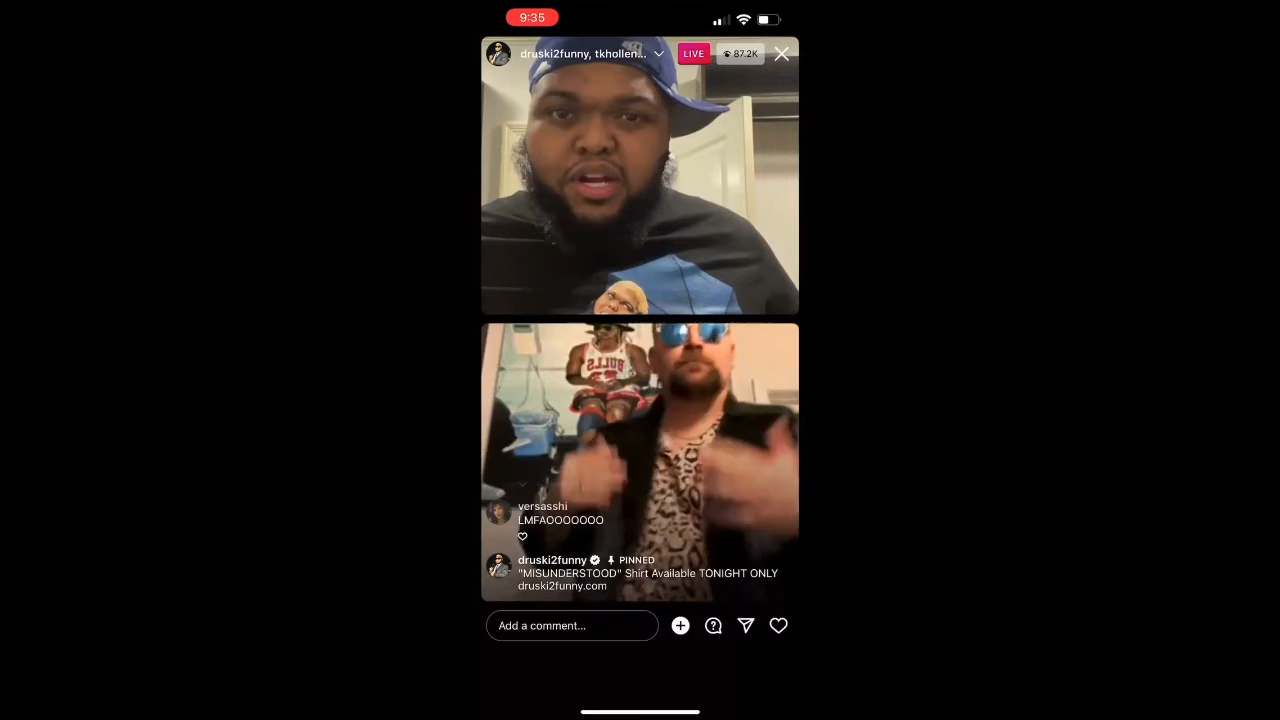 9:35
druski2funny, tkhollen...
LIVE
87.2K
BULLS
versasshi
LMFAOOOOOOO
druski2funny PINNED
"MISUNDERSTOOD" Shirt Available TONIGHT ONLY
druski2funny.com
Add a comment...